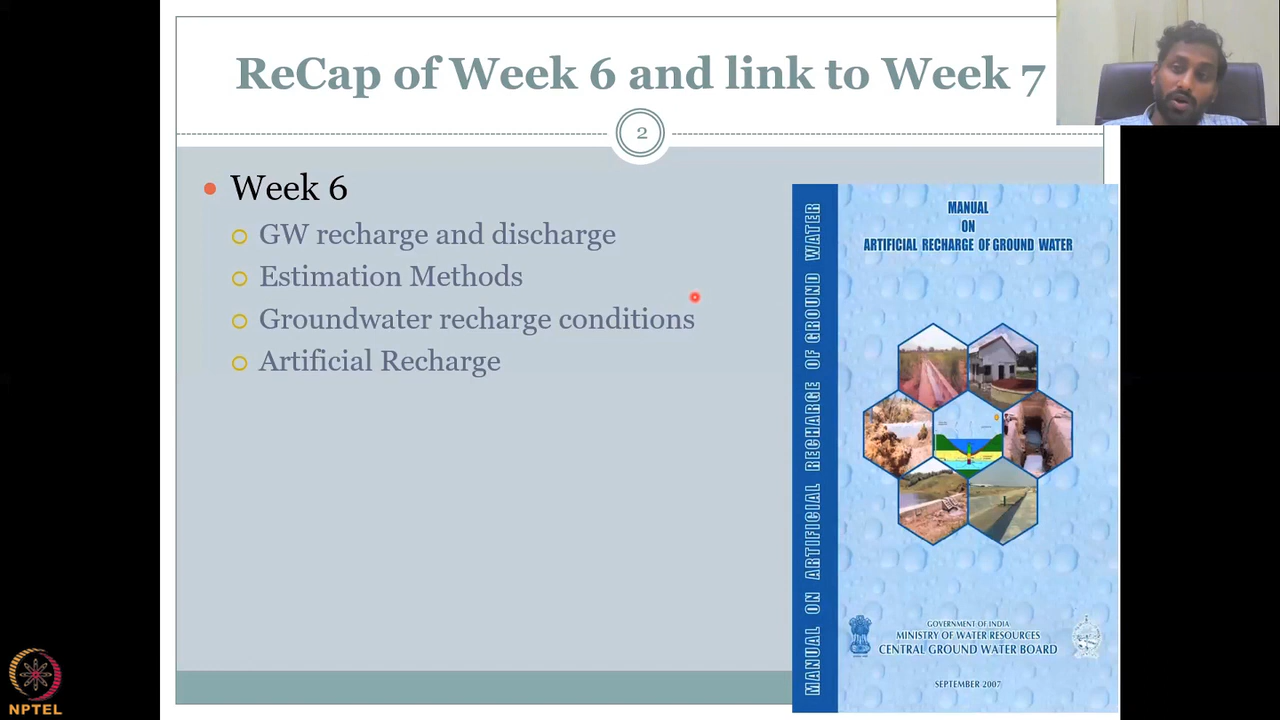 ReCap of Week 6 and link to Week 7
2
Week 6
GW recharge and discharge
Estimation Methods
Groundwater recharge conditions
Artificial Recharge
MANUAL ON ARTIFICIAL RECHARGE OF GROUND WATER
MANUAL
ON
ARTIFICIAL RECHARGE OF GROUND WATER
GOVERNMENT OF INDIA
MINISTRY OF WATER RESOURCES
CENTRAL GROUND WATER BOARD
SEPTEMBER 2007
NPTEL